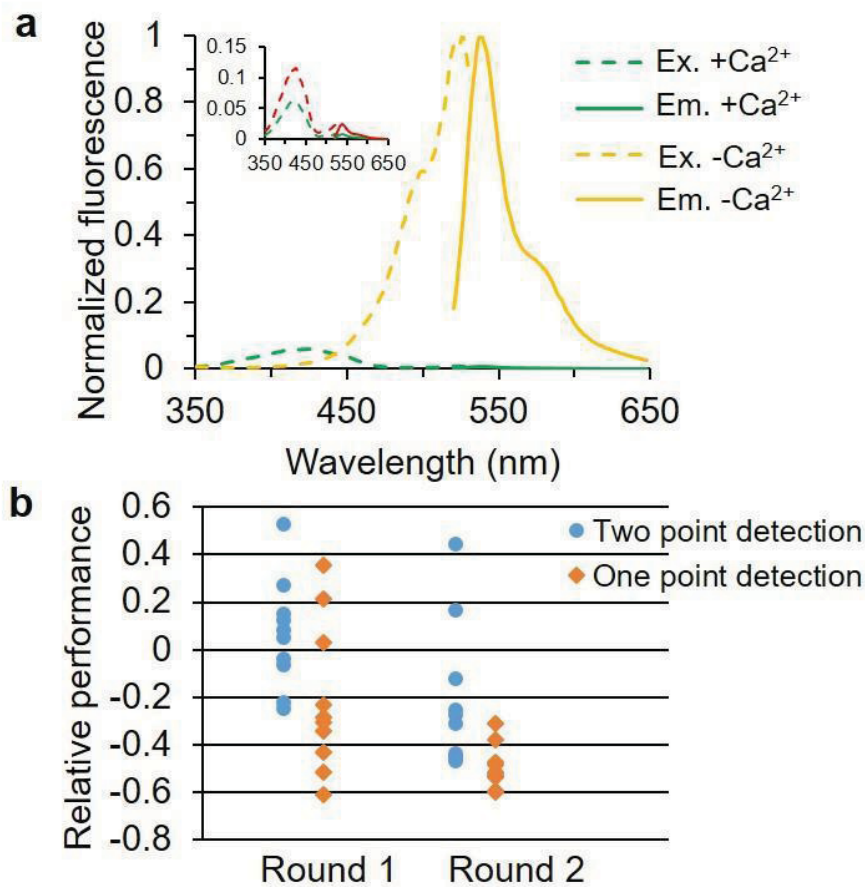 a
Normalized fluorescence
1
0.8
0.6
0.4
0.2
0
350
450
550
650
Wavelength (nm)
0.15
0.1
0.05
0
350 450 550 650
Ex. +Ca²⁺
Em. +Ca²⁺
Ex. -Ca²⁺
Em. -Ca²⁺
b
Relative performance
0.6
0.4
0.2
0
-0.2
-0.4
-0.6
-0.8
Two point detection
One point detection
Round 1 Round 2